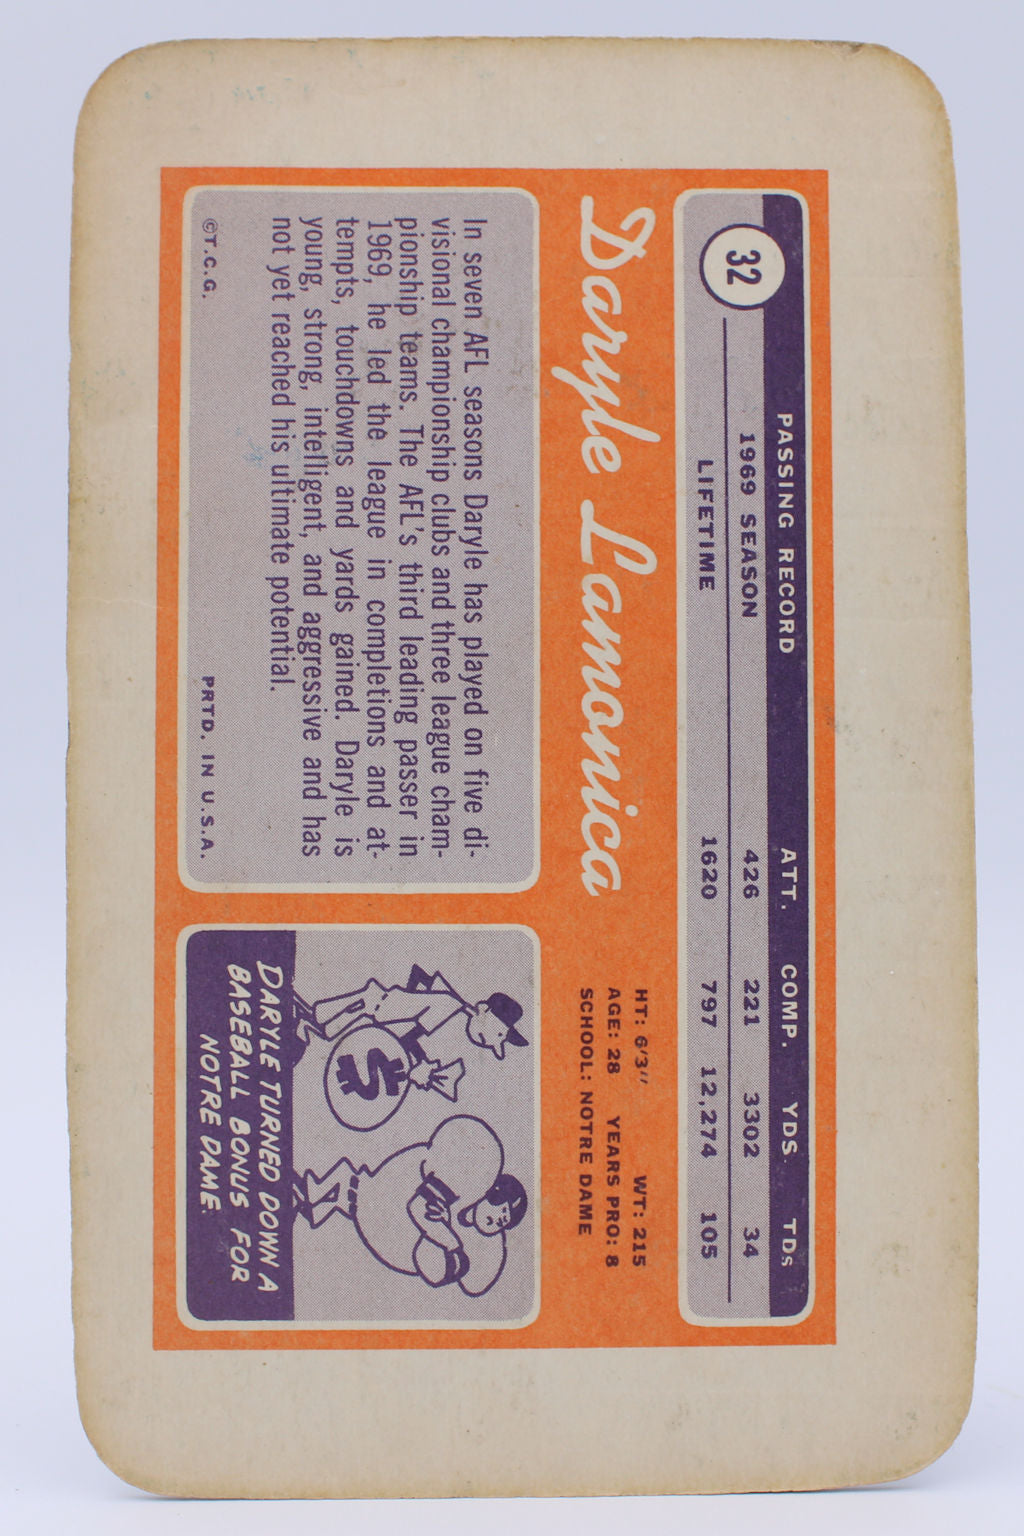 32
PASSING RECORD ATT. COMP. YDS. TDs
1969 SEASON 426 221 3302 34
LIFETIME 1620 797 12,274 105
Daryle Lamonica
HT: 6'3" WT: 215
AGE: 28 YEARS PRO: 8
SCHOOL: NOTRE DAME
In seven AFL seasons Daryle has played on five di-
visional championship clubs and three league cham-
pionship teams. The AFL's third leading passer in
1969, he led the league in completions and at-
tempts, touchdowns and yards gained. Daryle is
young, strong, intelligent, and aggressive and has
not yet reached his ultimate potential.
©T.C.G. PRTD. IN U.S.A.
$
DARYLE TURNED DOWN A
BASEBALL BONUS FOR
NOTRE DAME.